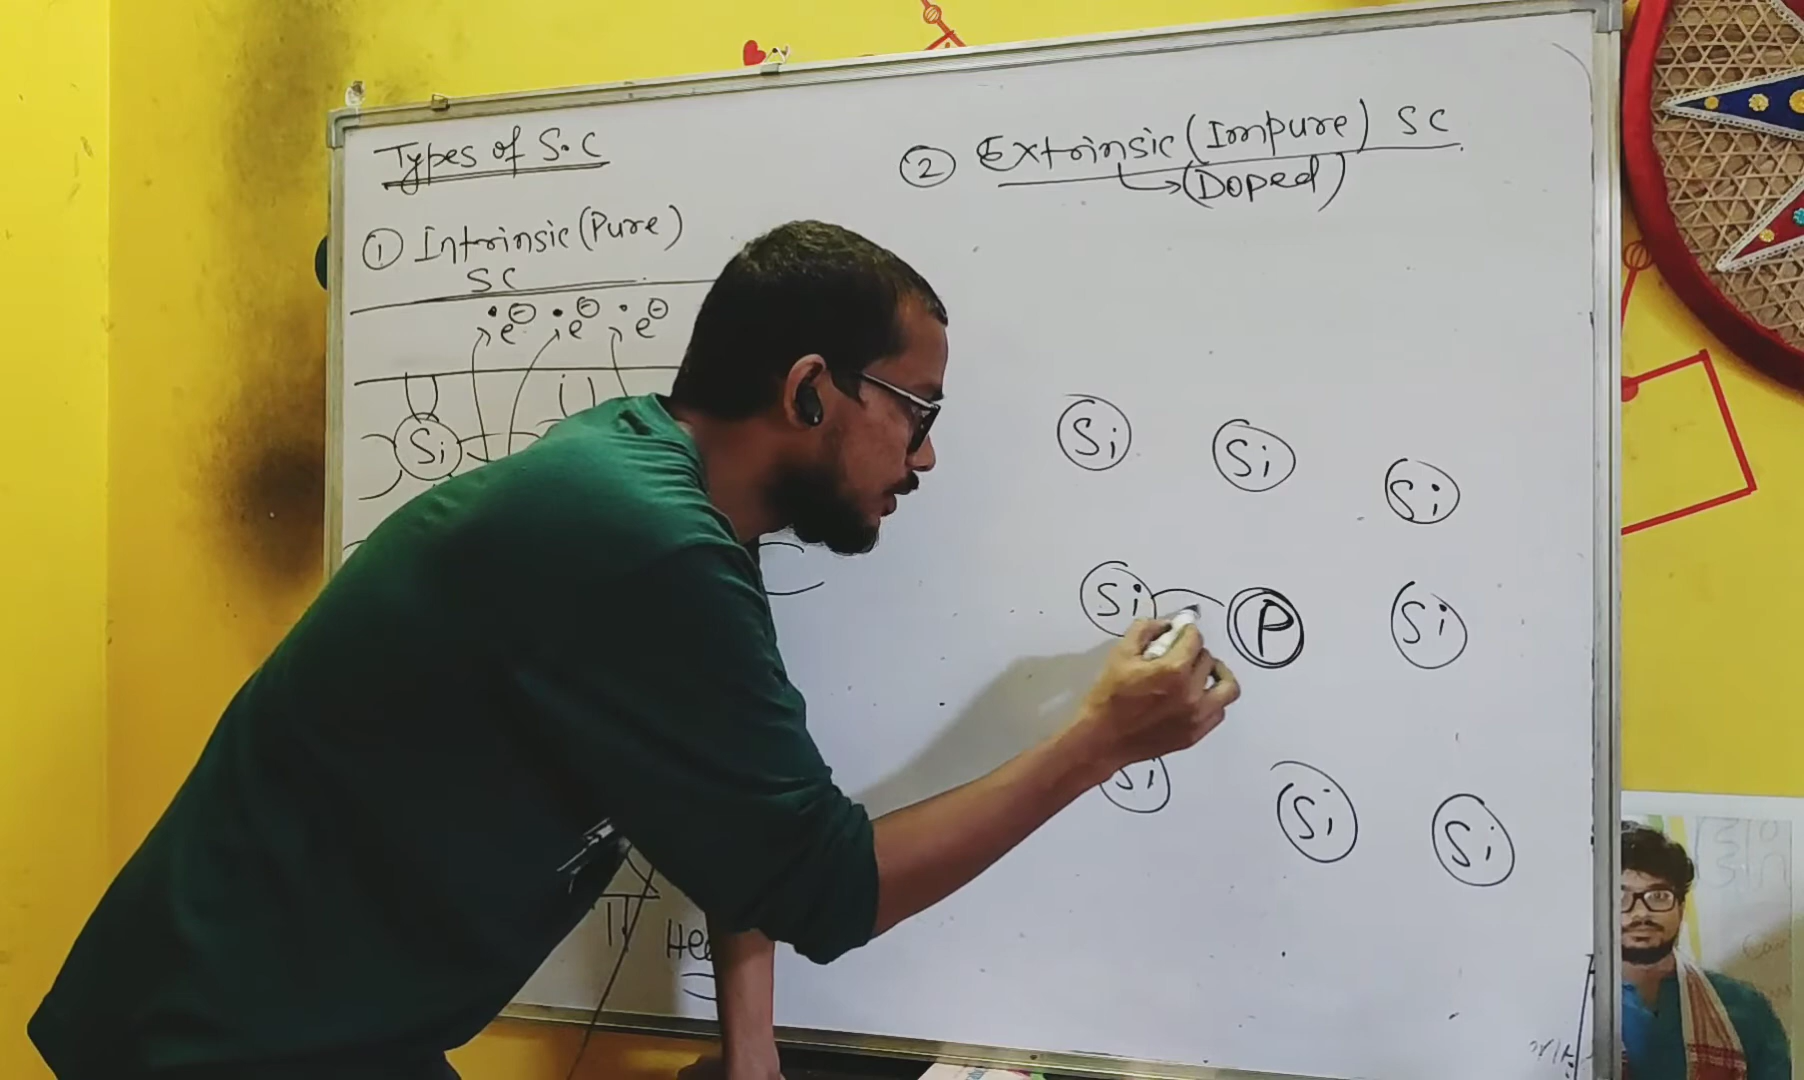 Types of S.C
① Intrinsic (Pure)
SC
e⊖ e⊖ e⊖
Si
② Extrinsic (Impure) SC
(Doped)
Si Si Si
Si P Si
Si Si Si